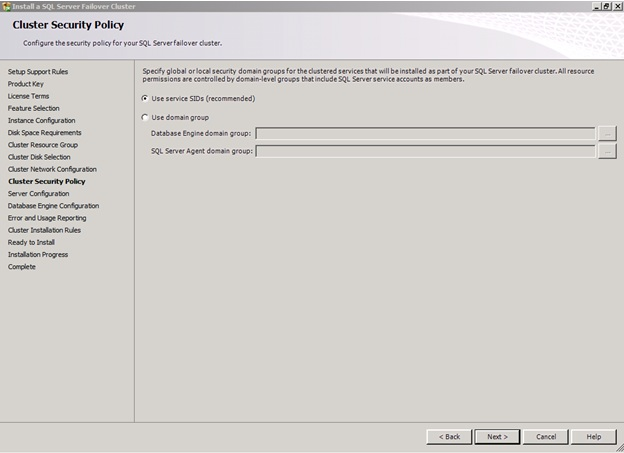 Install a SQL Server Failover Cluster
Cluster Security Policy
Configure the security policy for your SQL Server failover cluster.
Setup Support Rules
Product Key
License Terms
Feature Selection
Instance Configuration
Disk Space Requirements
Cluster Resource Group
Cluster Disk Selection
Cluster Network Configuration
Cluster Security Policy
Server Configuration
Database Engine Configuration
Error and Usage Reporting
Cluster Installation Rules
Ready to Install
Installation Progress
Complete
Specify global or local security domain groups for the clustered services that will be installed as part of your SQL Server failover cluster. All resource
permissions are controlled by domain-level groups that include SQL Server service accounts as members.
Use service SIDs (recommended)
Use domain group
Database Engine domain group:
...
SQL Server Agent domain group:
...
< Back
Next >
Cancel
Help